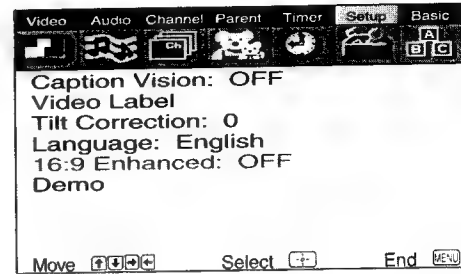 Video Audio Channel Parent Timer Setup Basic
Ch A B C
Caption Vision: OFF
Video Label
Tilt Correction: 0
Language: English
16:9 Enhanced: OFF
Demo
Move Select End MENU